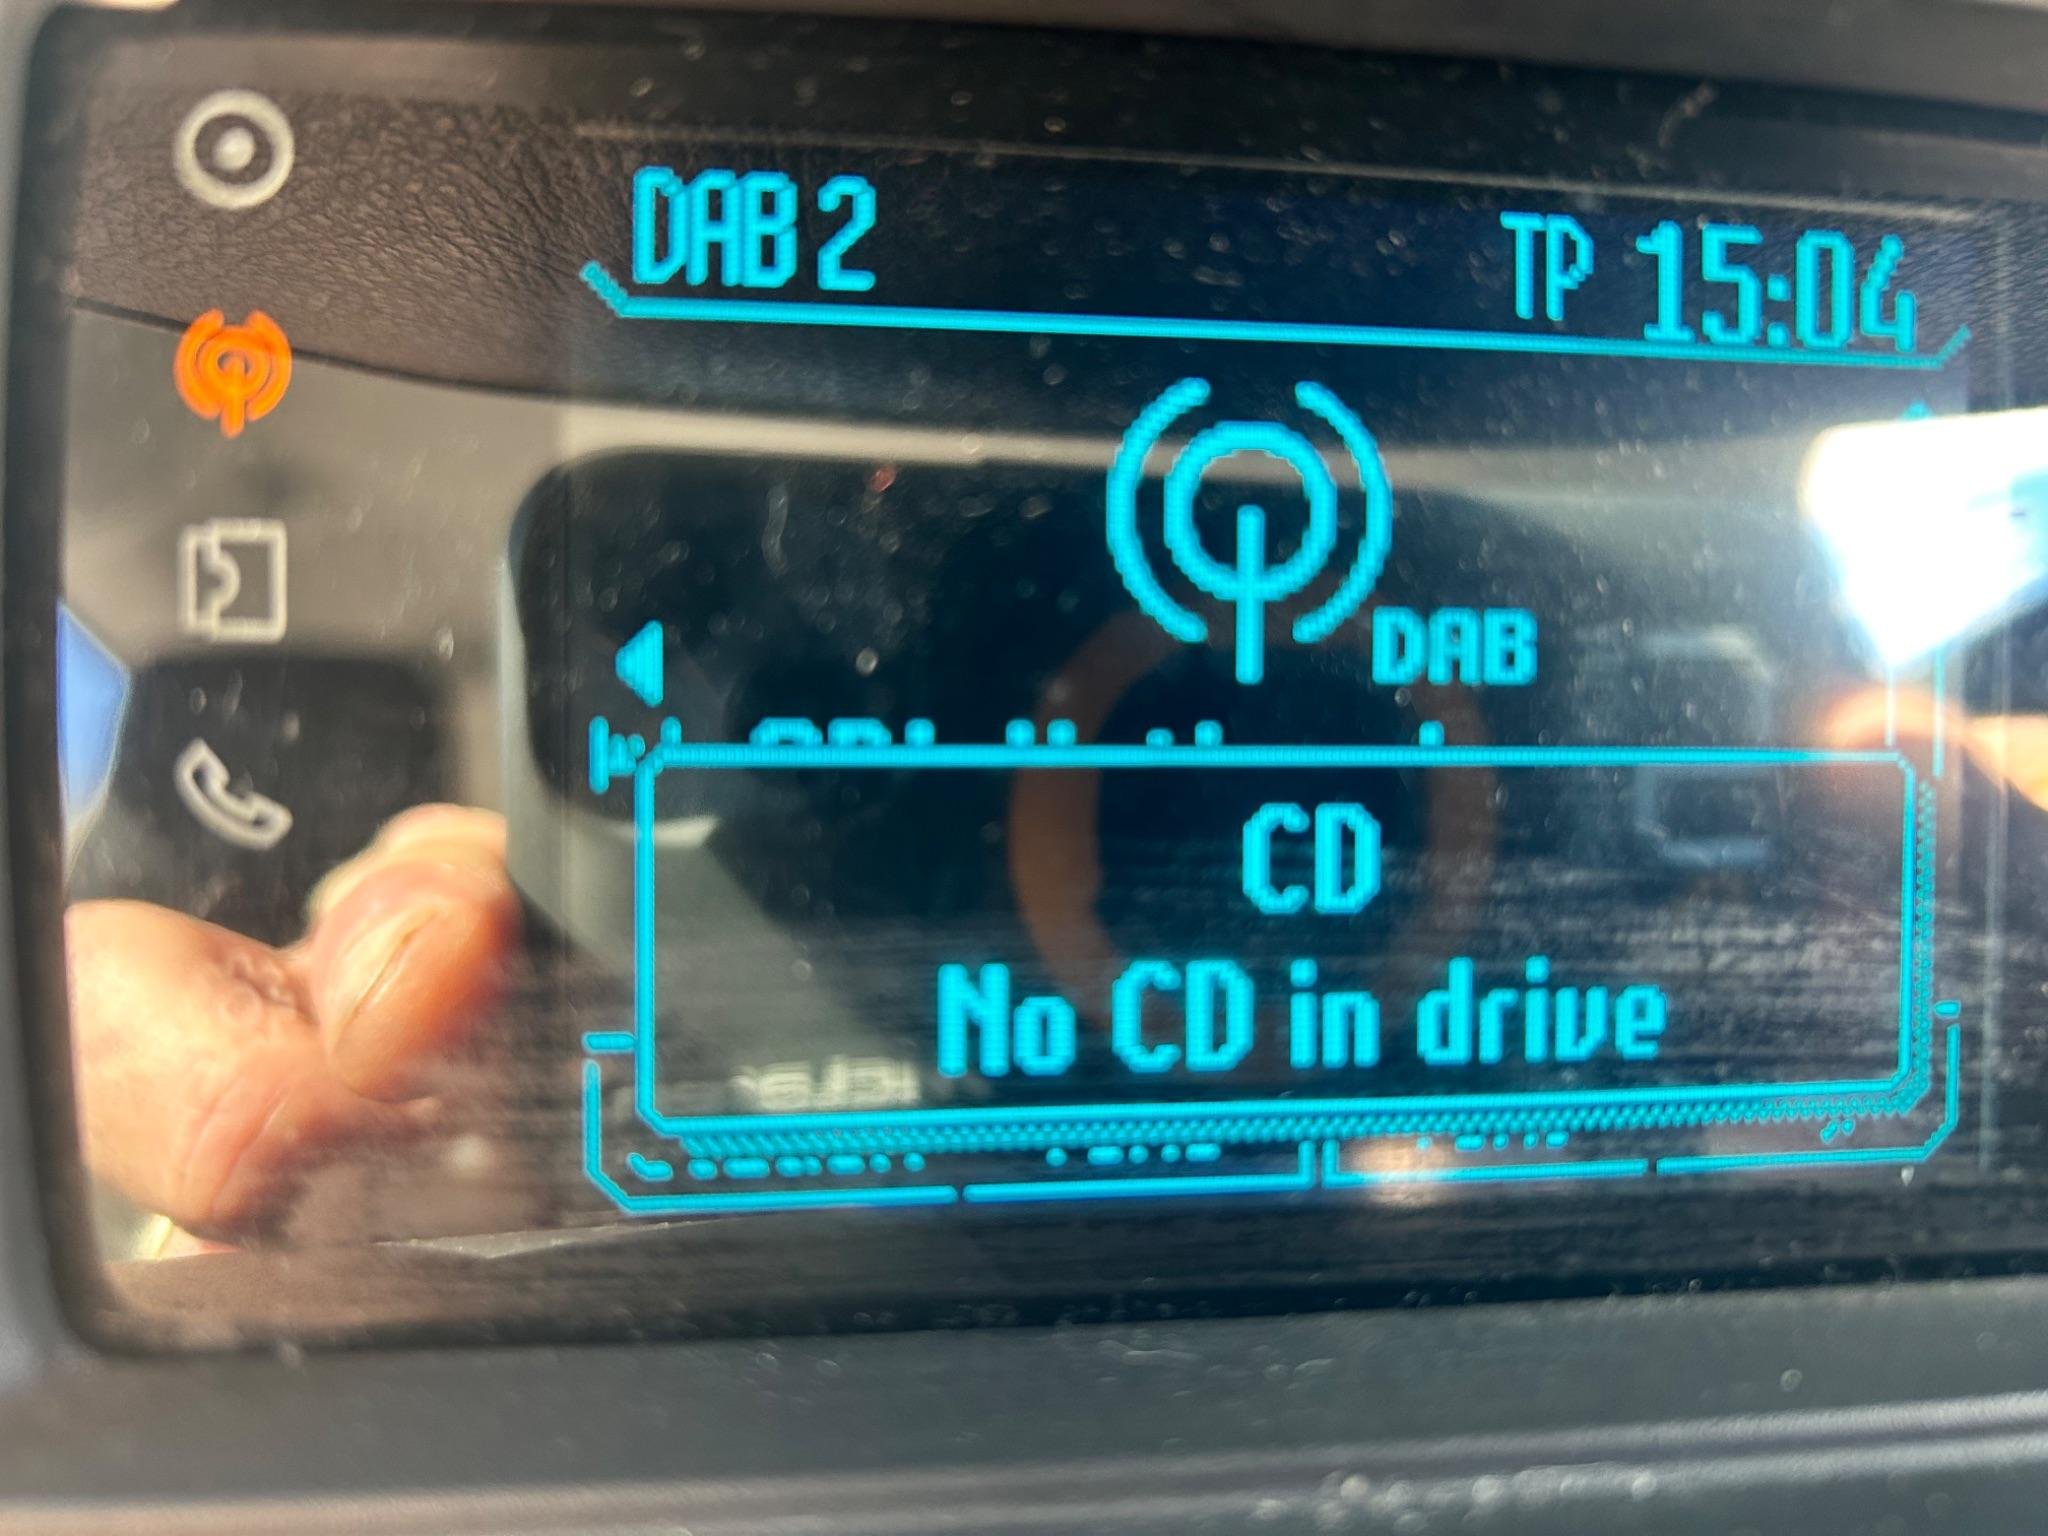 DAB 2
TP 15:04
DAB
CD
No CD in drive